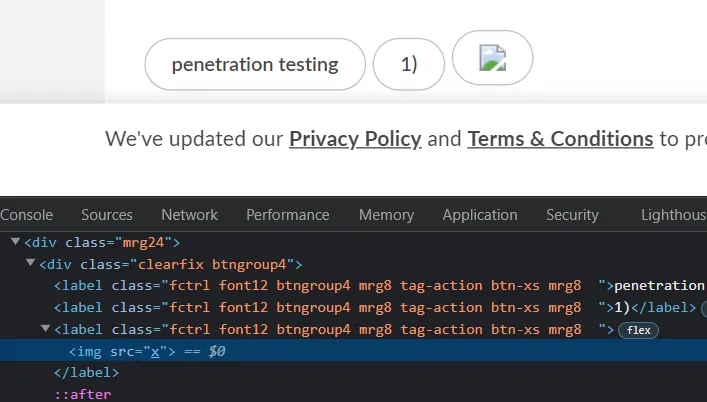 penetration testing 1)
We've updated our Privacy Policy and Terms & Conditions to pro
Console Sources Network Performance Memory Application Security Lighthous
▼<div class="mrg24">
▼<div class="clearfix btngroup4">
<label class="fctrl font12 btngroup4 mrg8 tag-action btn-xs mrg8  ">penetration
<label class="fctrl font12 btngroup4 mrg8 tag-action btn-xs mrg8  ">1)</label>
▼<label class="fctrl font12 btngroup4 mrg8 tag-action btn-xs mrg8  "> flex
<img src="x"> == $0
</label>
::after